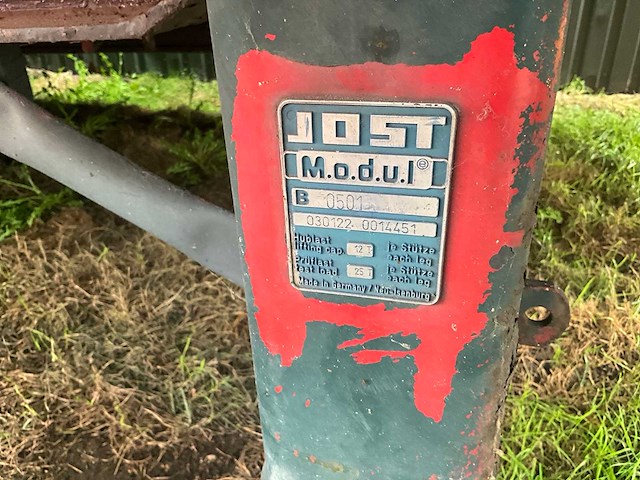 JOST
M.o.d.u.l ®
B 0501
030122 0014451
Hublast je Stütze
lifting cap. 12 T each leg
Prüflast je Stütze
test load 25 T each leg
Made in Germany / Neu-Isenburg